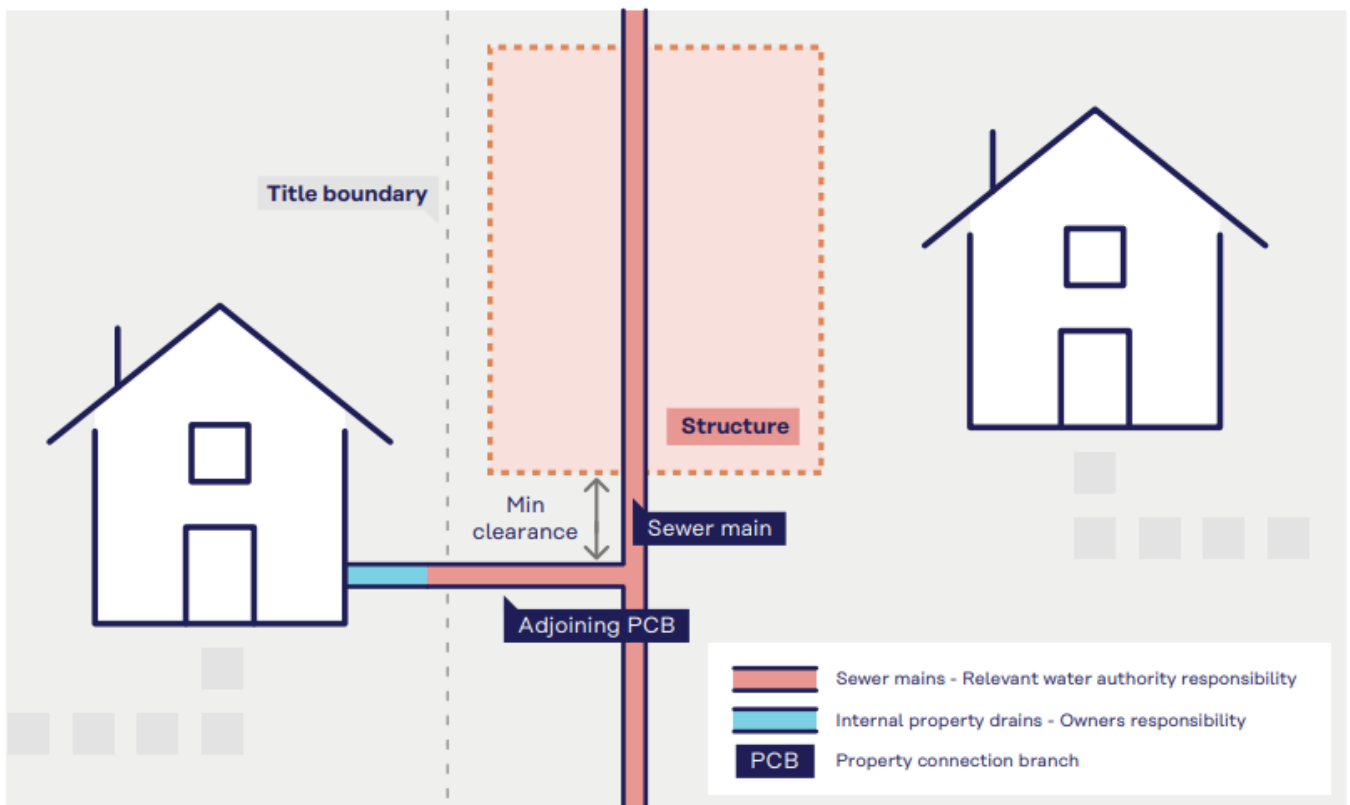 Title boundary
Structure
Min
clearance
Sewer main
Adjoining PCB
Sewer mains - Relevant water authority responsibility
Internal property drains - Owners responsibility
PCB Property connection branch